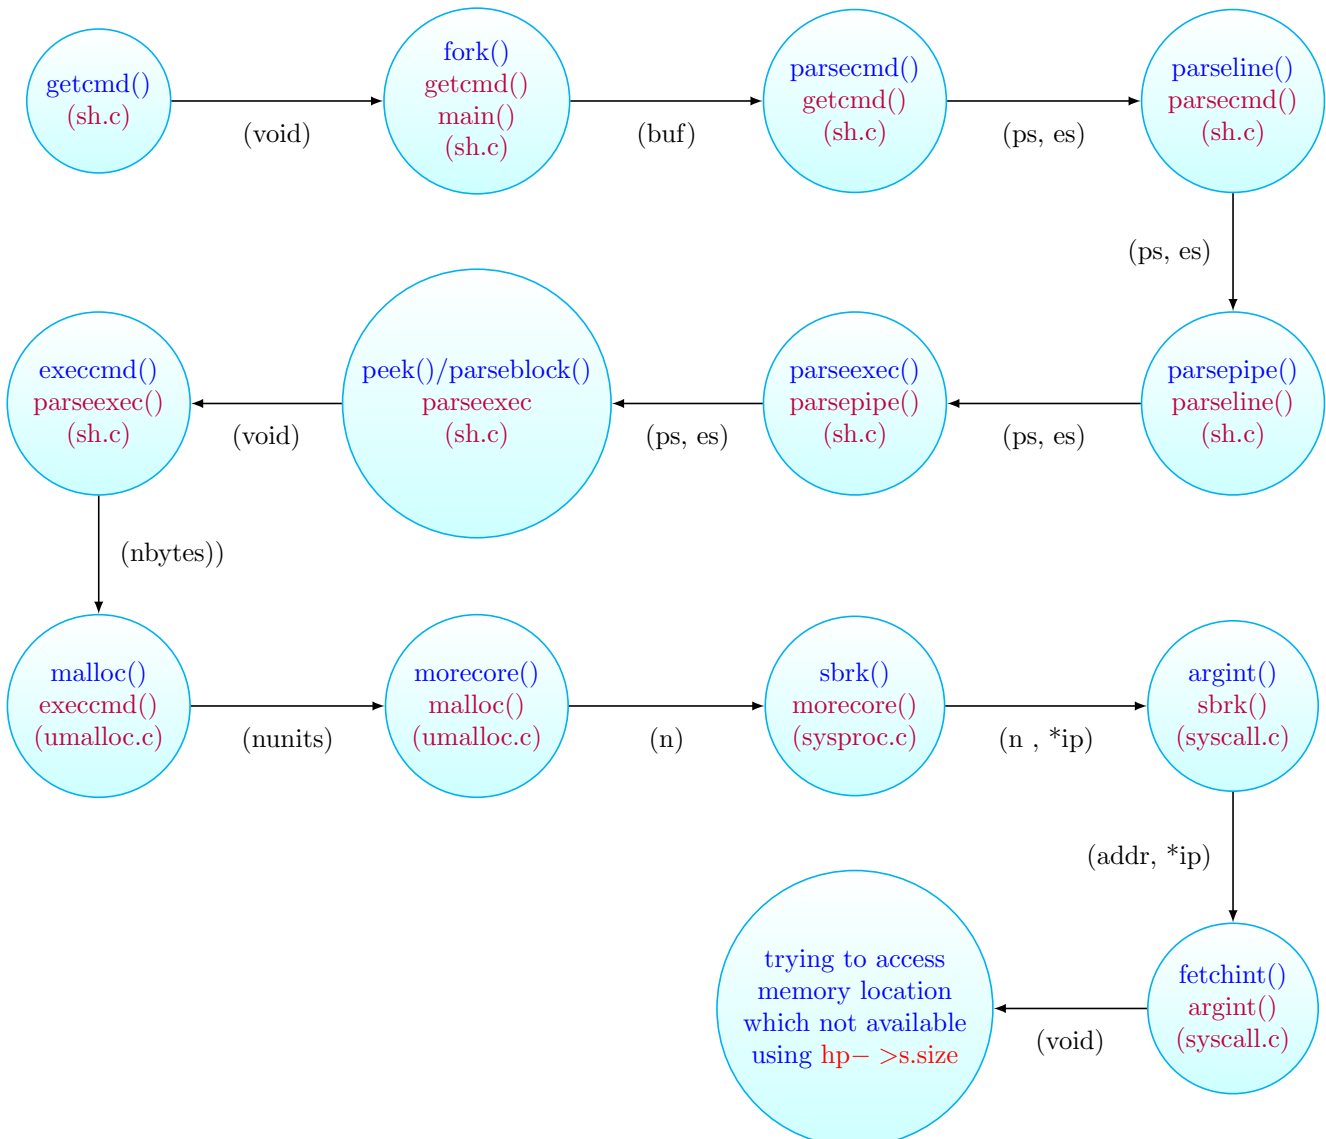 getcmd()
(sh.c)
(void)
fork()
getcmd()
main()
(sh.c)
(buf)
parsecmd()
getcmd()
(sh.c)
(ps, es)
parseline()
parsecmd()
(sh.c)
(ps, es)
parsepipe()
parseline()
(sh.c)
(ps, es)
parseexec()
parsepipe()
(sh.c)
(ps, es)
peek()/parseblock()
parseexec
(sh.c)
(void)
execcmd()
parseexec()
(sh.c)
(nbytes))
malloc()
execcmd()
(umalloc.c)
(nunits)
morecore()
malloc()
(umalloc.c)
(n)
sbrk()
morecore()
(sysproc.c)
(n , *ip)
argint()
sbrk()
(syscall.c)
(addr, *ip)
fetchint()
argint()
(syscall.c)
(void)
trying to access
memory location
which not available
using hp− >s.size